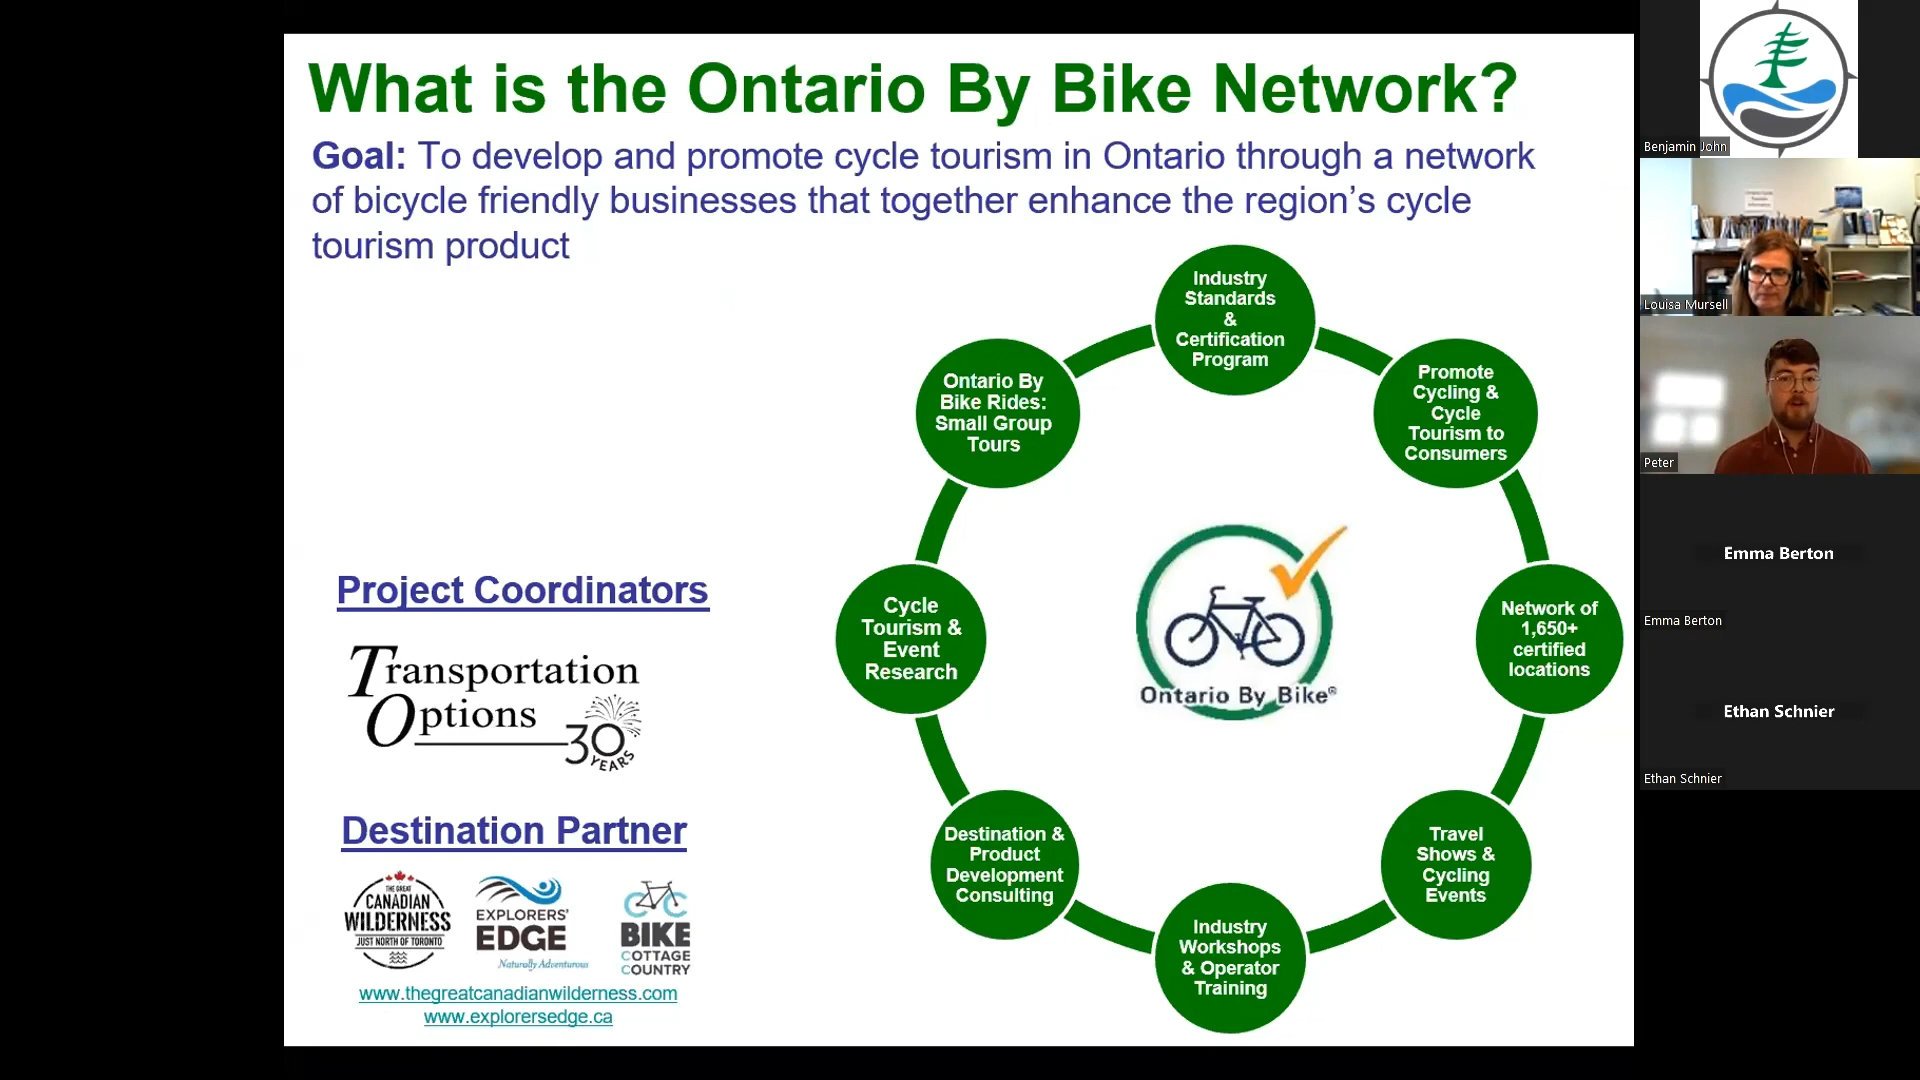 What is the Ontario By Bike Network?
Goal: To develop and promote cycle tourism in Ontario through a network
of bicycle friendly businesses that together enhance the region's cycle
tourism product
Industry
Standards
&
Certification
Program
Promote
Cycling &
Cycle
Tourism to
Consumers
Network of
1,650+
certified
locations
Travel
Shows &
Cycling
Events
Industry
Workshops
& Operator
Training
Destination &
Product
Development
Consulting
Cycle
Tourism &
Event
Research
Ontario By
Bike Rides:
Small Group
Tours
Ontario By Bike®
Project Coordinators
Transportation
Options
30
YEARS
Destination Partner
THE GREAT
CANADIAN
WILDERNESS
JUST NORTH OF TORONTO
EXPLORERS'
EDGE
Naturally Adventurous
BIKE
COTTAGE
COUNTRY
www.thegreatcanadianwilderness.com
www.explorersedge.ca
Benjamin John
Louisa Mursell
Peter
Emma Berton
Emma Berton
Ethan Schnier
Ethan Schnier